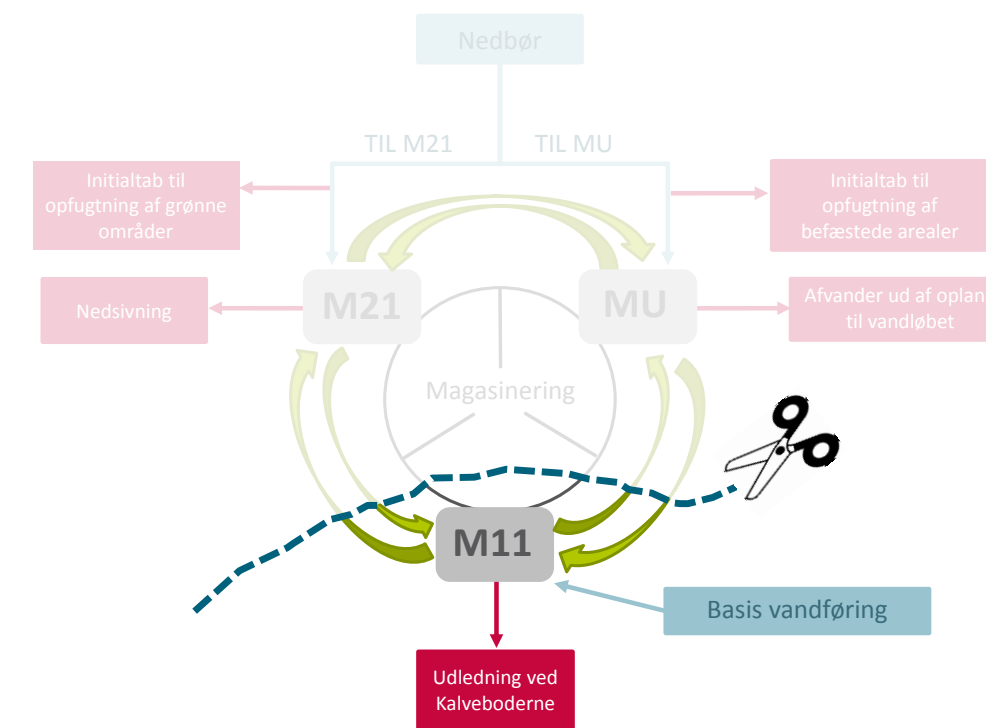 Nedbør
TIL M21
TIL MU
Initialtab til
opfugtning af grønne
områder
Initialtab til
opfugtning af
befæstede arealer
M21
MU
Nedsivning
Afvander ud af oplan
til vandløbet
Magasinering
M11
Basis vandføring
Udledning ved
Kalveboderne